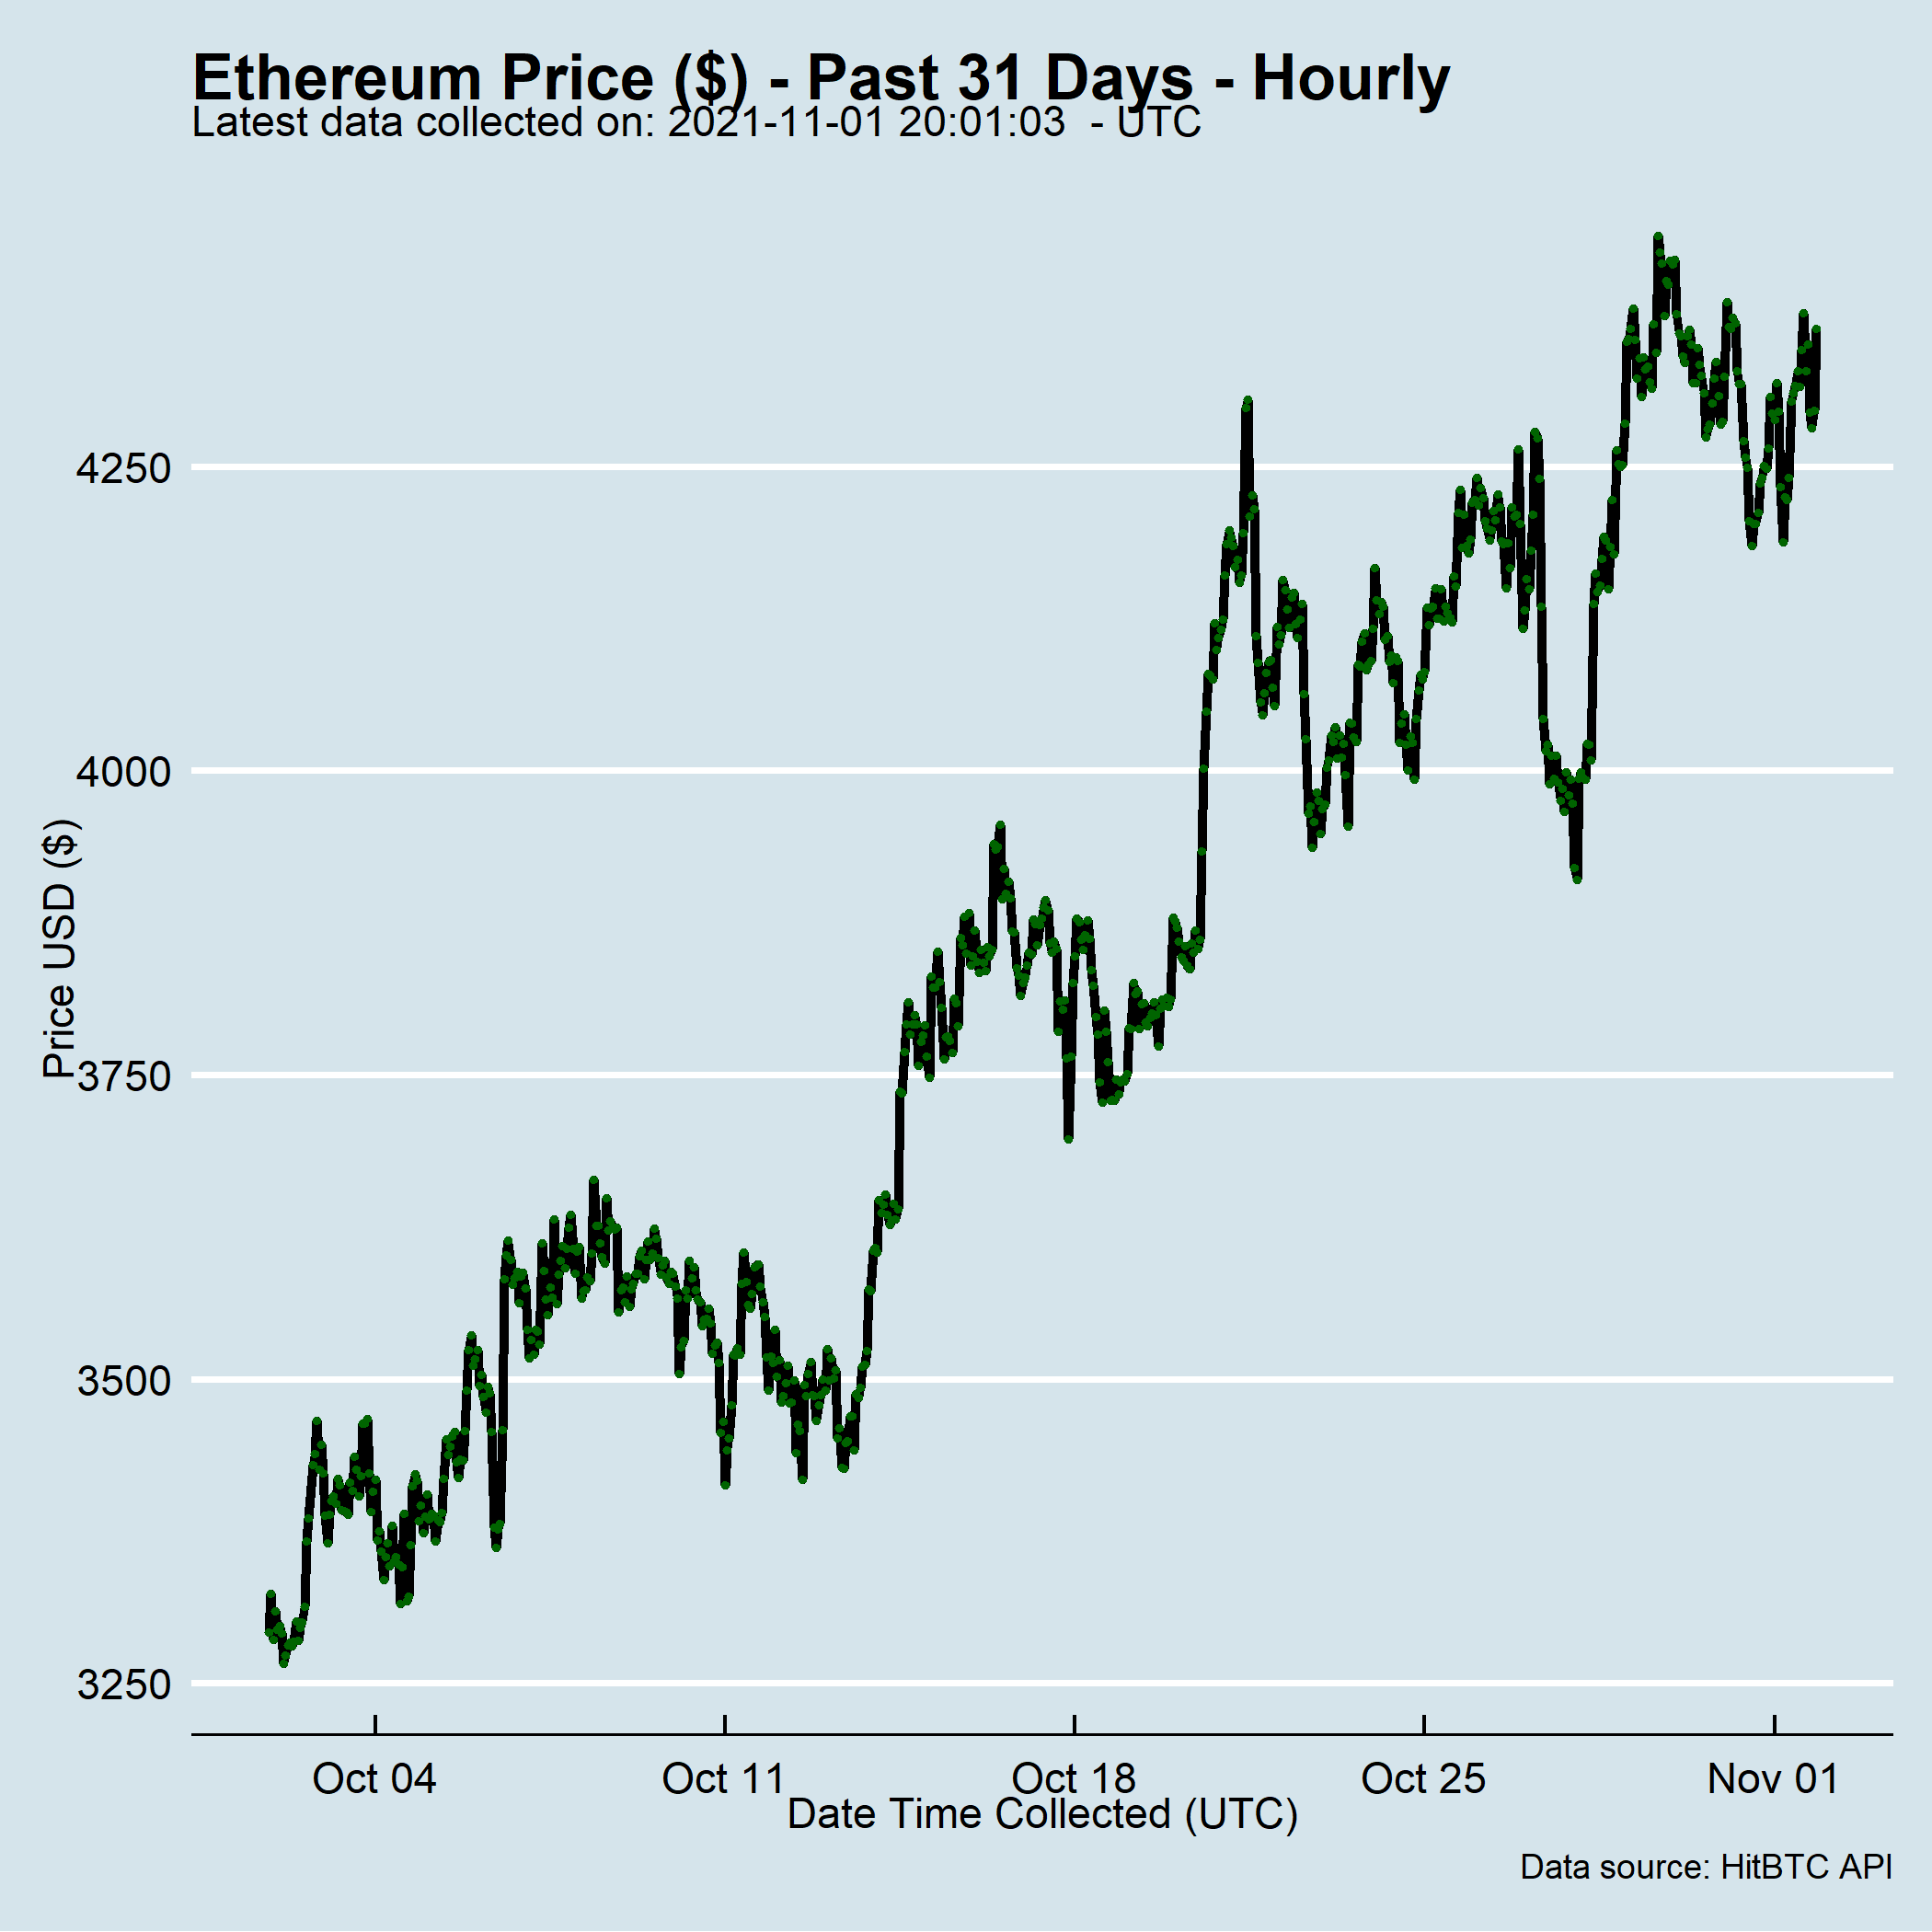 Ethereum Price ($) - Past 31 Days - Hourly
Latest data collected on: 2021-11-01 20:01:03  - UTC
Price USD ($)
4250
4000
3750
3500
3250
Oct 04
Oct 11
Oct 18
Oct 25
Nov 01
Date Time Collected (UTC)
Data source: HitBTC API